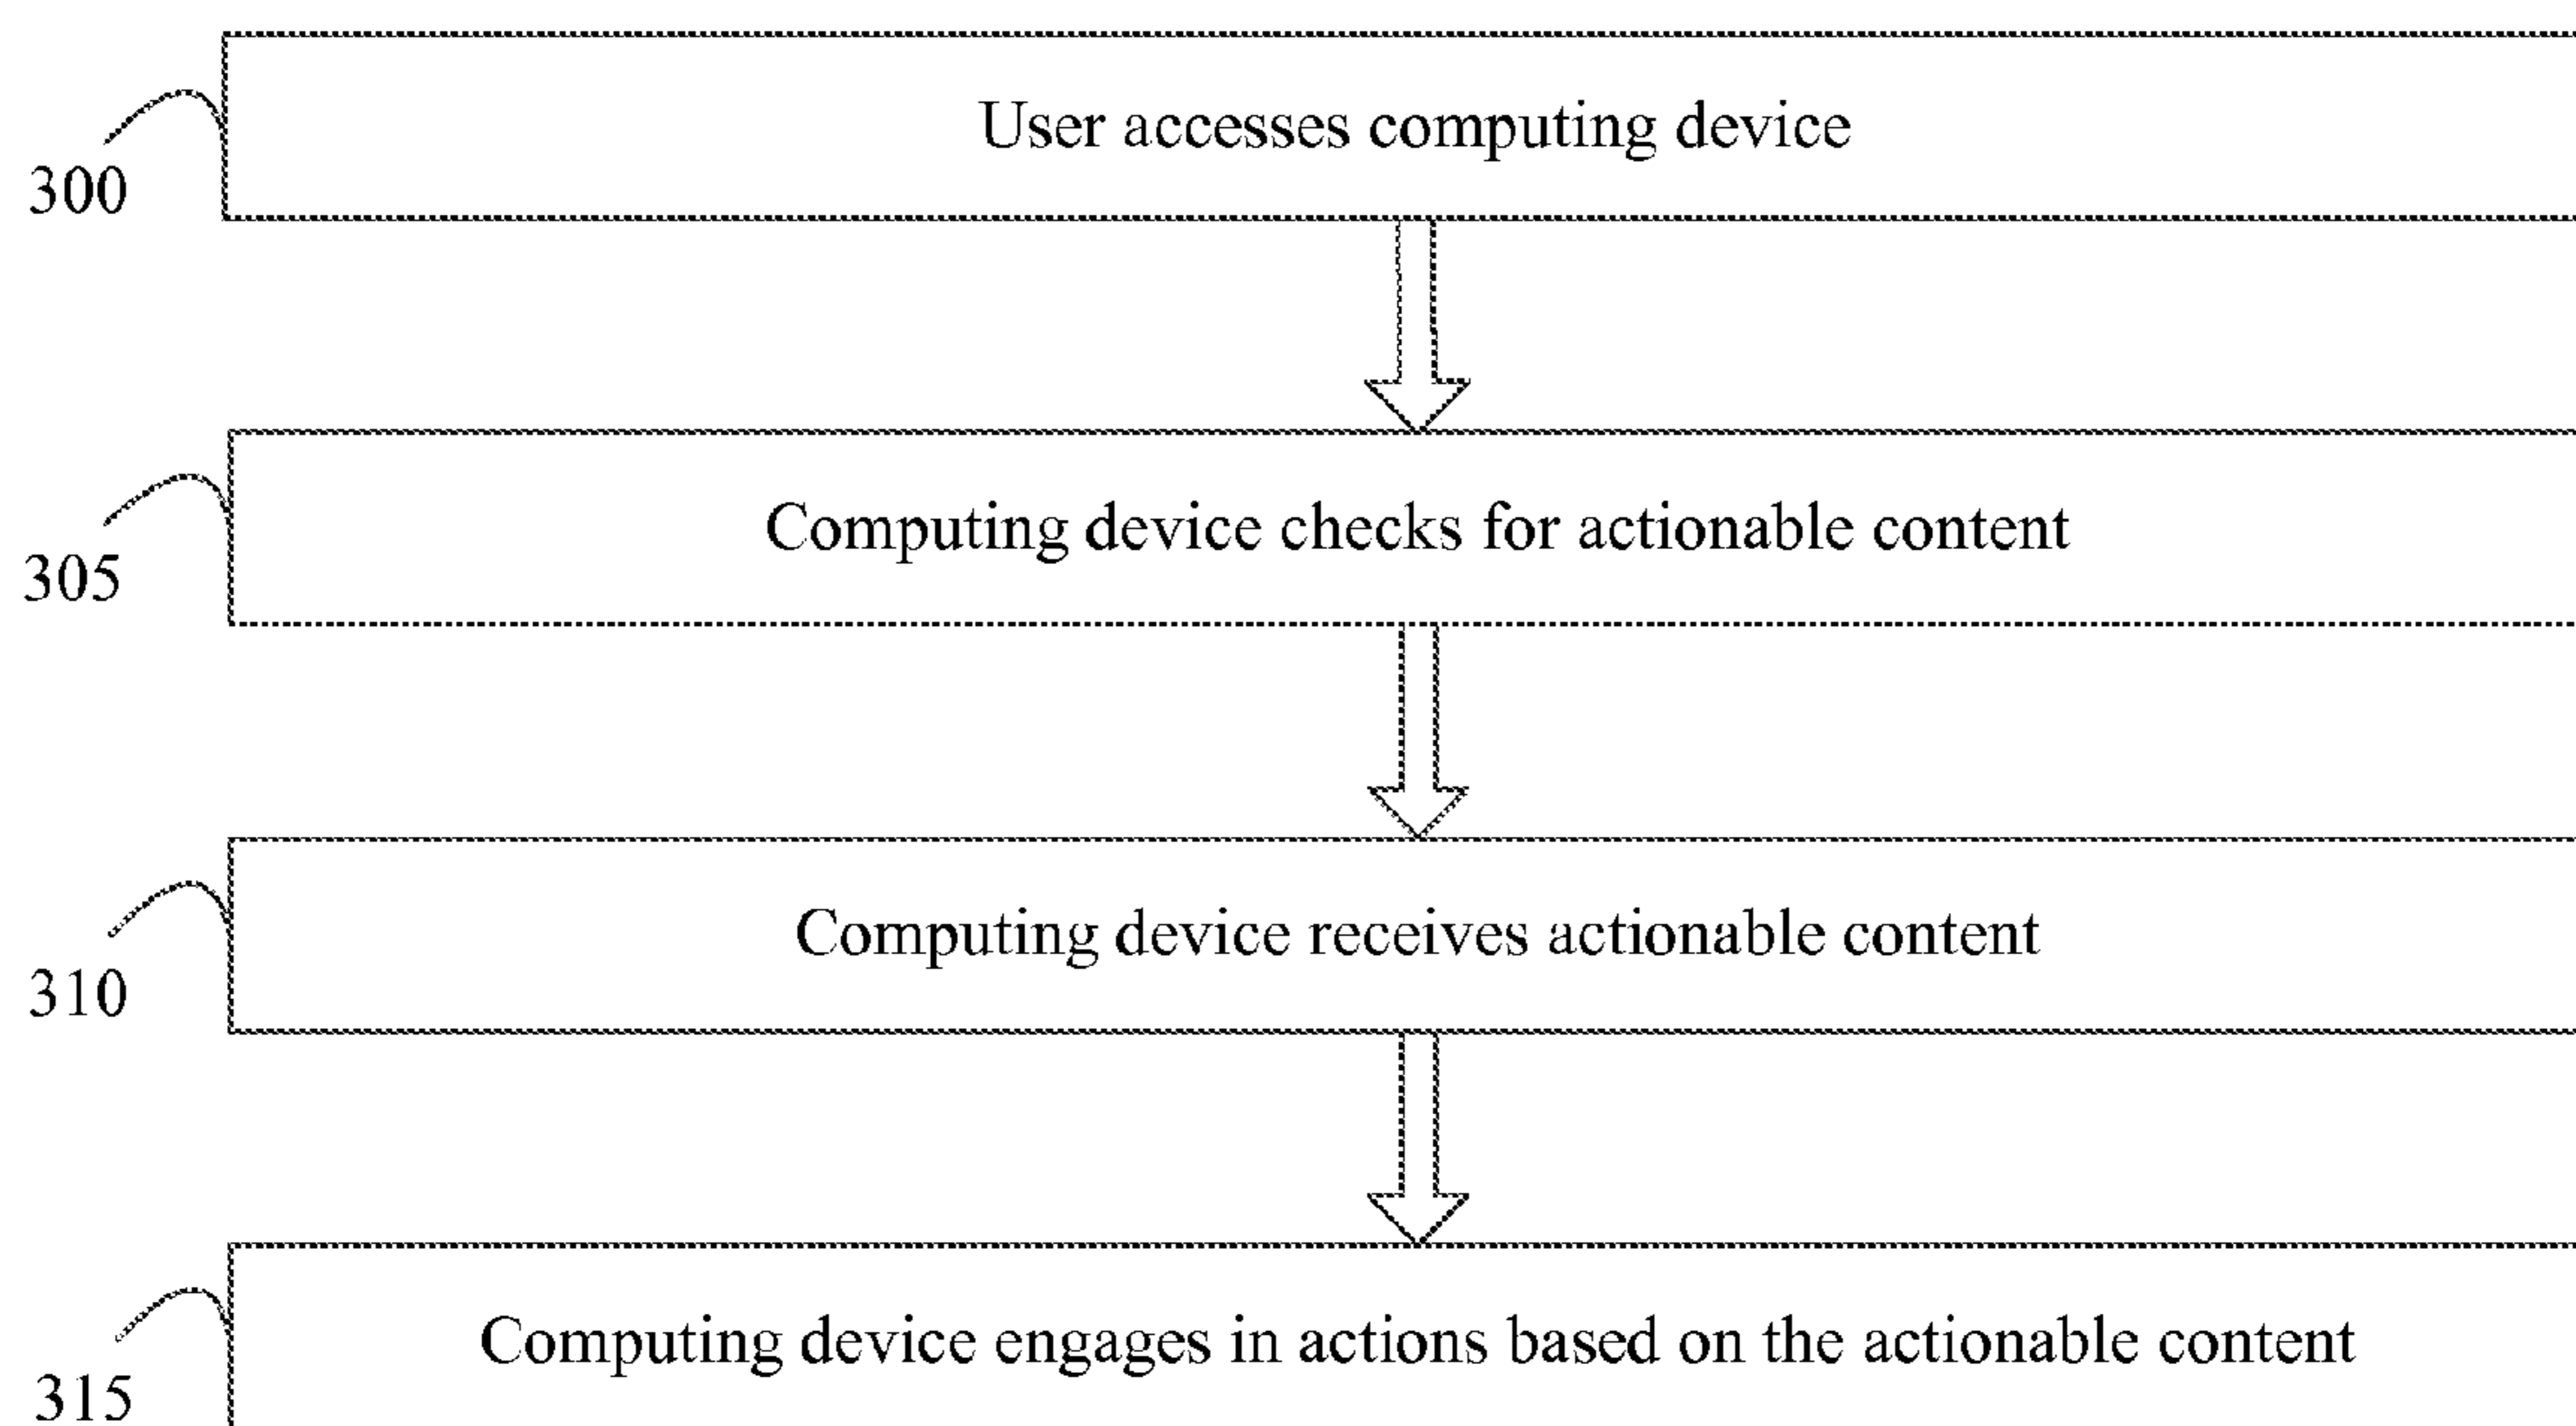 User accesses computing device
300
Computing device checks for actionable content
305
Computing device receives actionable content
310
Computing device engages in actions based on the actionable content
315